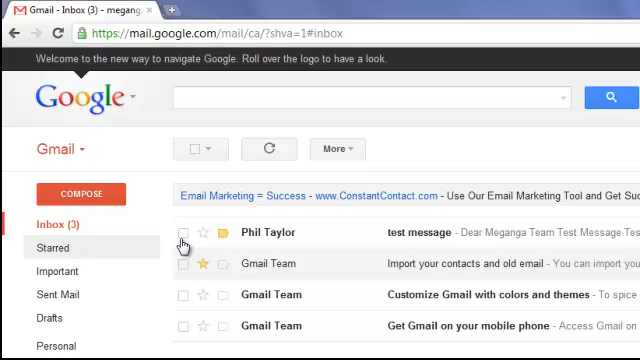 Gmail - Inbox (3) - megang
https://mail.google.com/mail/ca/?shva=1#inbox
Welcome to the new way to navigate Google. Roll over the logo to have a look.
Google
Gmail
More
COMPOSE
Email Marketing = Success - www.ConstantContact.com - Use Our Email Marketing Tool and Get Su
Inbox (3)
Phil Taylor test message - Dear Meganga Team Test Message Tes
Starred
Gmail Team Import your contacts and old email - You can import you
Important
Sent Mail
Gmail Team Customize Gmail with colors and themes - To spice
Drafts
Gmail Team Get Gmail on your mobile phone - Access Gmail on
Personal